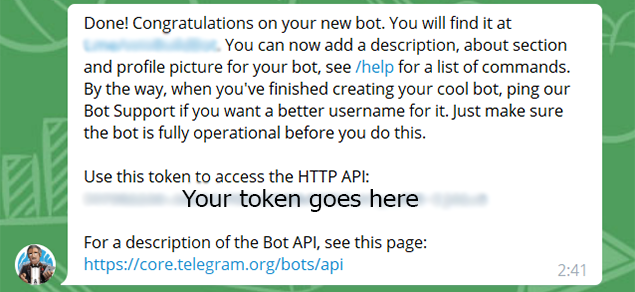 Done! Congratulations on your new bot. You will find it at
. You can now add a description, about section
and profile picture for your bot, see /help for a list of commands.
By the way, when you've finished creating your cool bot, ping our
Bot Support if you want a better username for it. Just make sure
the bot is fully operational before you do this.
Use this token to access the HTTP API:
Your token goes here
For a description of the Bot API, see this page:
https://core.telegram.org/bots/api
2:41